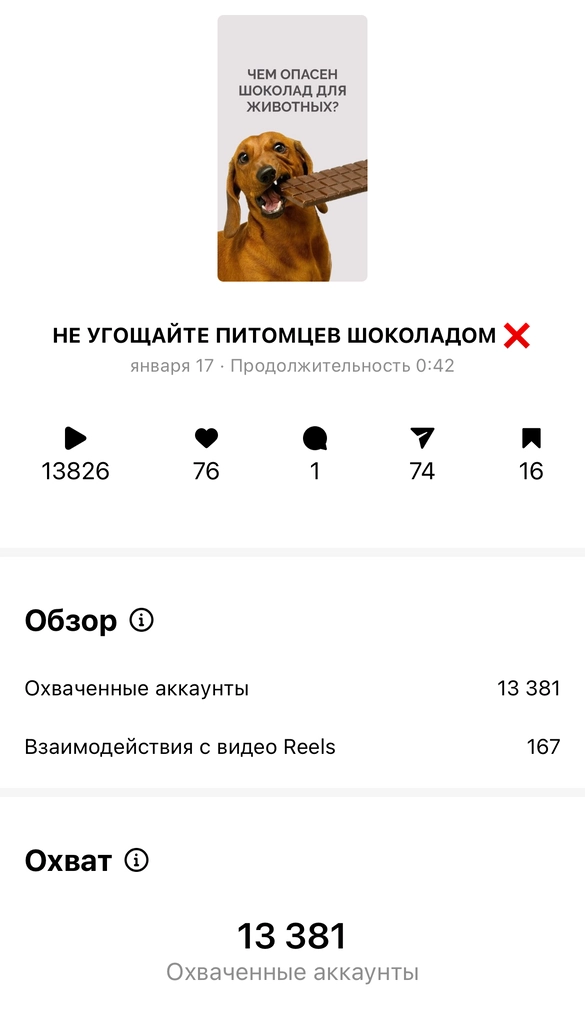 ЧЕМ ОПАСЕН
ШОКОЛАД ДЛЯ
ЖИВОТНЫХ?
НЕ УГОЩАЙТЕ ПИТОМЦЕВ ШОКОЛАДОМ ❌
января 17 · Продолжительность 0:42
13826 76 1 74 16
Обзор
Охваченные аккаунты 13 381
Взаимодействия с видео Reels 167
Охват
13 381
Охваченные аккаунты